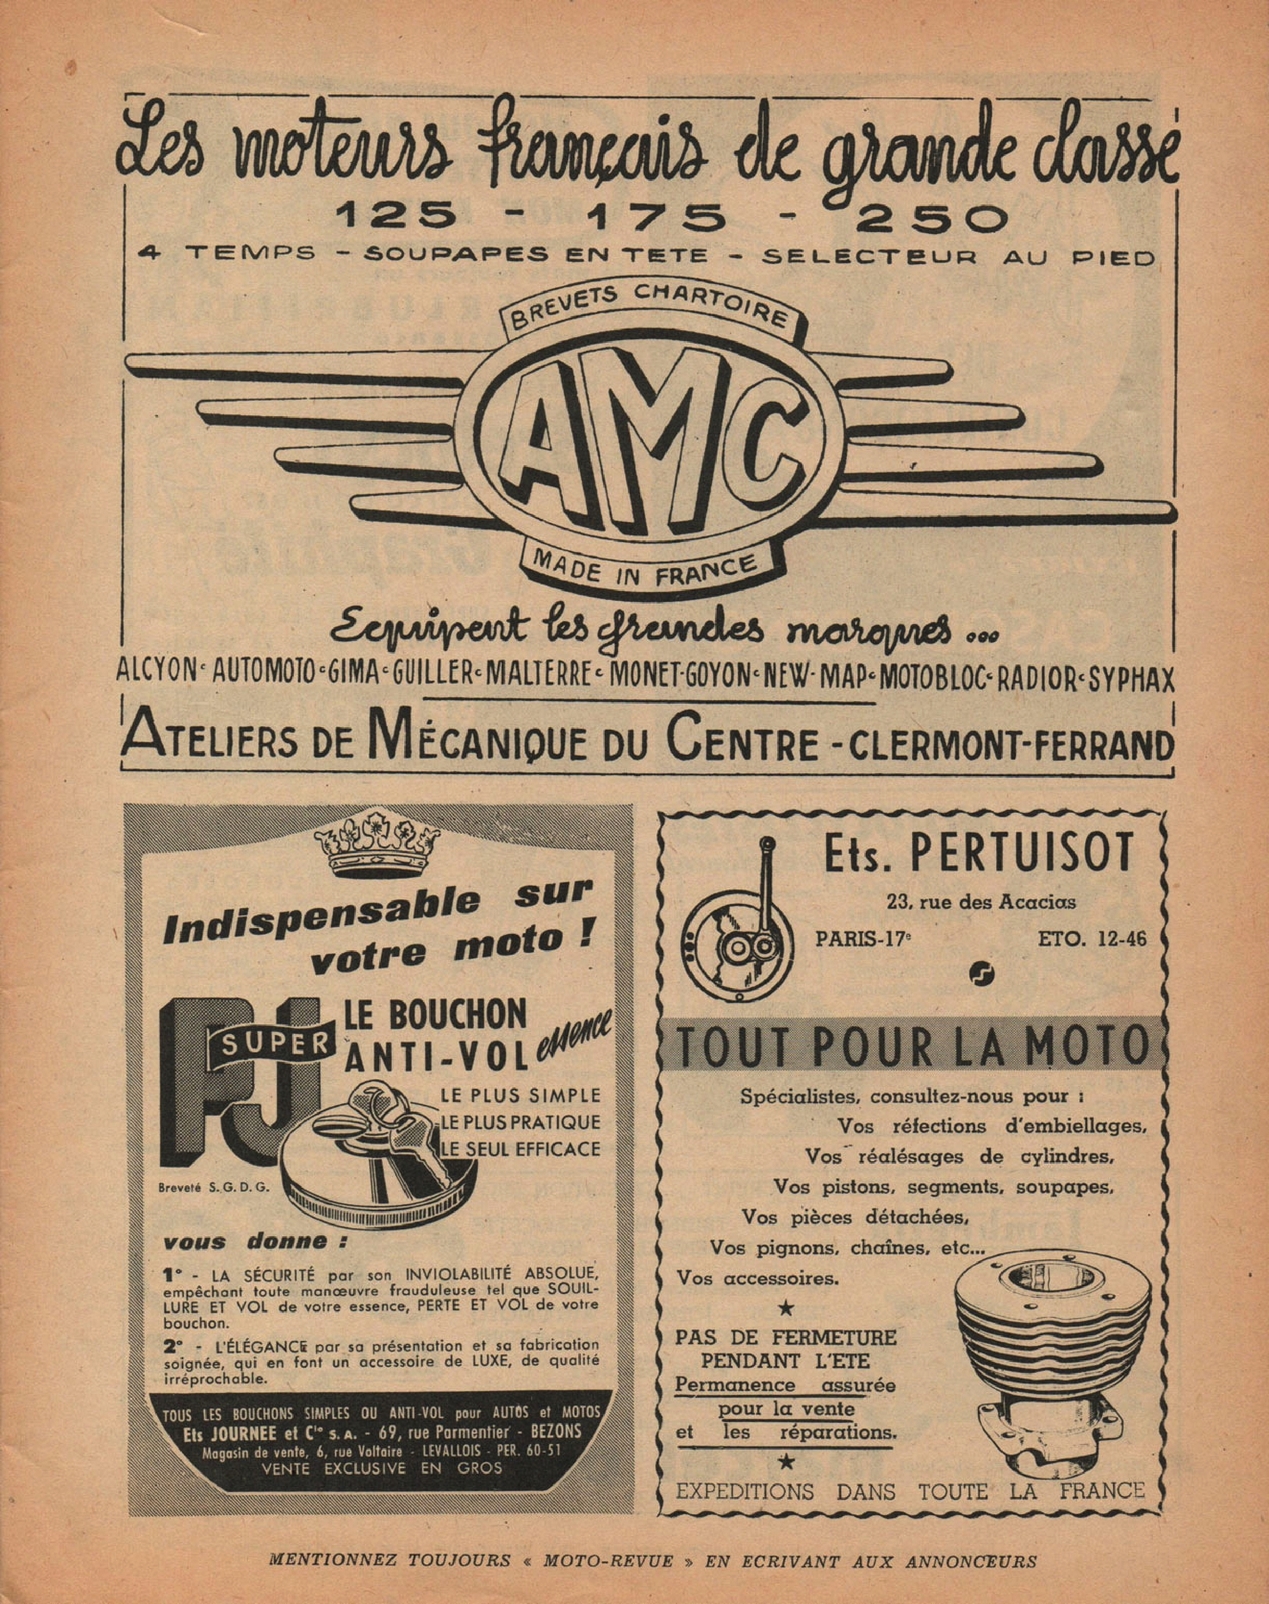 Les moteurs français de grande classe
125 - 175 - 250
4 TEMPS - SOUPAPES EN TETE - SELECTEUR AU PIED
BREVETS CHARTOIRE
AMC
MADE IN FRANCE
Equipent les grandes marques...
ALCYON · AUTOMOTO · GIMA · GUILLER · MALTERRE · MONET-GOYON · NEW-MAP · MOTOBLOC · RADIOR · SYPHAX
ATELIERS DE MÉCANIQUE DU CENTRE - CLERMONT-FERRAND
Indispensable sur
votre moto !
PJ
SUPER
LE BOUCHON
ANTI-VOL essence
LE PLUS SIMPLE
LE PLUS PRATIQUE
LE SEUL EFFICACE
Breveté S.G.D.G.
vous donne :
1° - LA SÉCURITÉ par son INVIOLABILITÉ ABSOLUE,
empêchant toute manœuvre frauduleuse tel que SOUIL-
LURE ET VOL de votre essence, PERTE ET VOL de votre
bouchon.
2° - L'ÉLÉGANCE par sa présentation et sa fabrication
soignée, qui en font un accessoire de LUXE, de qualité
irréprochable.
TOUS LES BOUCHONS SIMPLES OU ANTI-VOL pour AUTOS et MOTOS
Ets JOURNEE et Cie S.A. - 69, rue Parmentier - BEZONS
Magasin de vente, 6, rue Voltaire - LEVALLOIS - PER. 60-51
VENTE EXCLUSIVE EN GROS
Ets. PERTUISOT
23, rue des Acacias
PARIS-17e ETO. 12-46
TOUT POUR LA MOTO
Spécialistes, consultez-nous pour :
Vos réfections d'embiellages,
Vos réalésages de cylindres,
Vos pistons, segments, soupapes,
Vos pièces détachées,
Vos pignons, chaînes, etc...
Vos accessoires.
★
PAS DE FERMETURE
PENDANT L'ETE
Permanence assurée
pour la vente
et les réparations.
★
EXPEDITIONS DANS TOUTE LA FRANCE
MENTIONNEZ TOUJOURS « MOTO-REVUE » EN ECRIVANT AUX ANNONCEURS